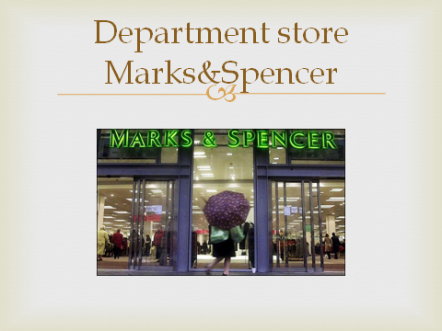 Department store
Marks&Spencer
MARKS & SPENCER